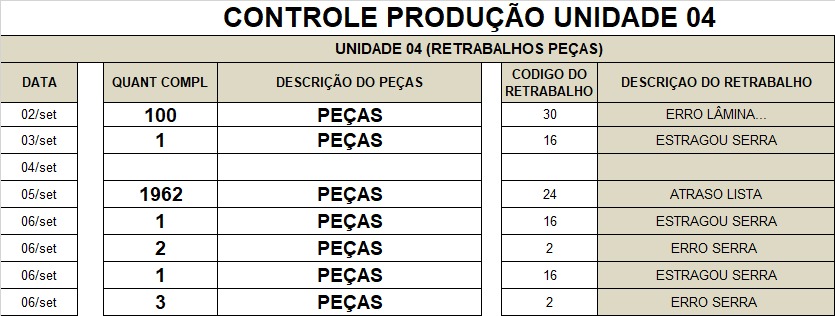 CONTROLE PRODUÇÃO UNIDADE 04
UNIDADE 04 (RETRABALHOS PEÇAS)
DATA QUANT COMPL DESCRIÇÃO DO PEÇAS CODIGO DO RETRABALHO DESCRIÇAO DO RETRABALHO
02/set 100 PEÇAS 30 ERRO LÂMINA...
03/set 1 PEÇAS 16 ESTRAGOU SERRA
04/set
05/set 1962 PEÇAS 24 ATRASO LISTA
06/set 1 PEÇAS 16 ESTRAGOU SERRA
06/set 2 PEÇAS 2 ERRO SERRA
06/set 1 PEÇAS 16 ESTRAGOU SERRA
06/set 3 PEÇAS 2 ERRO SERRA